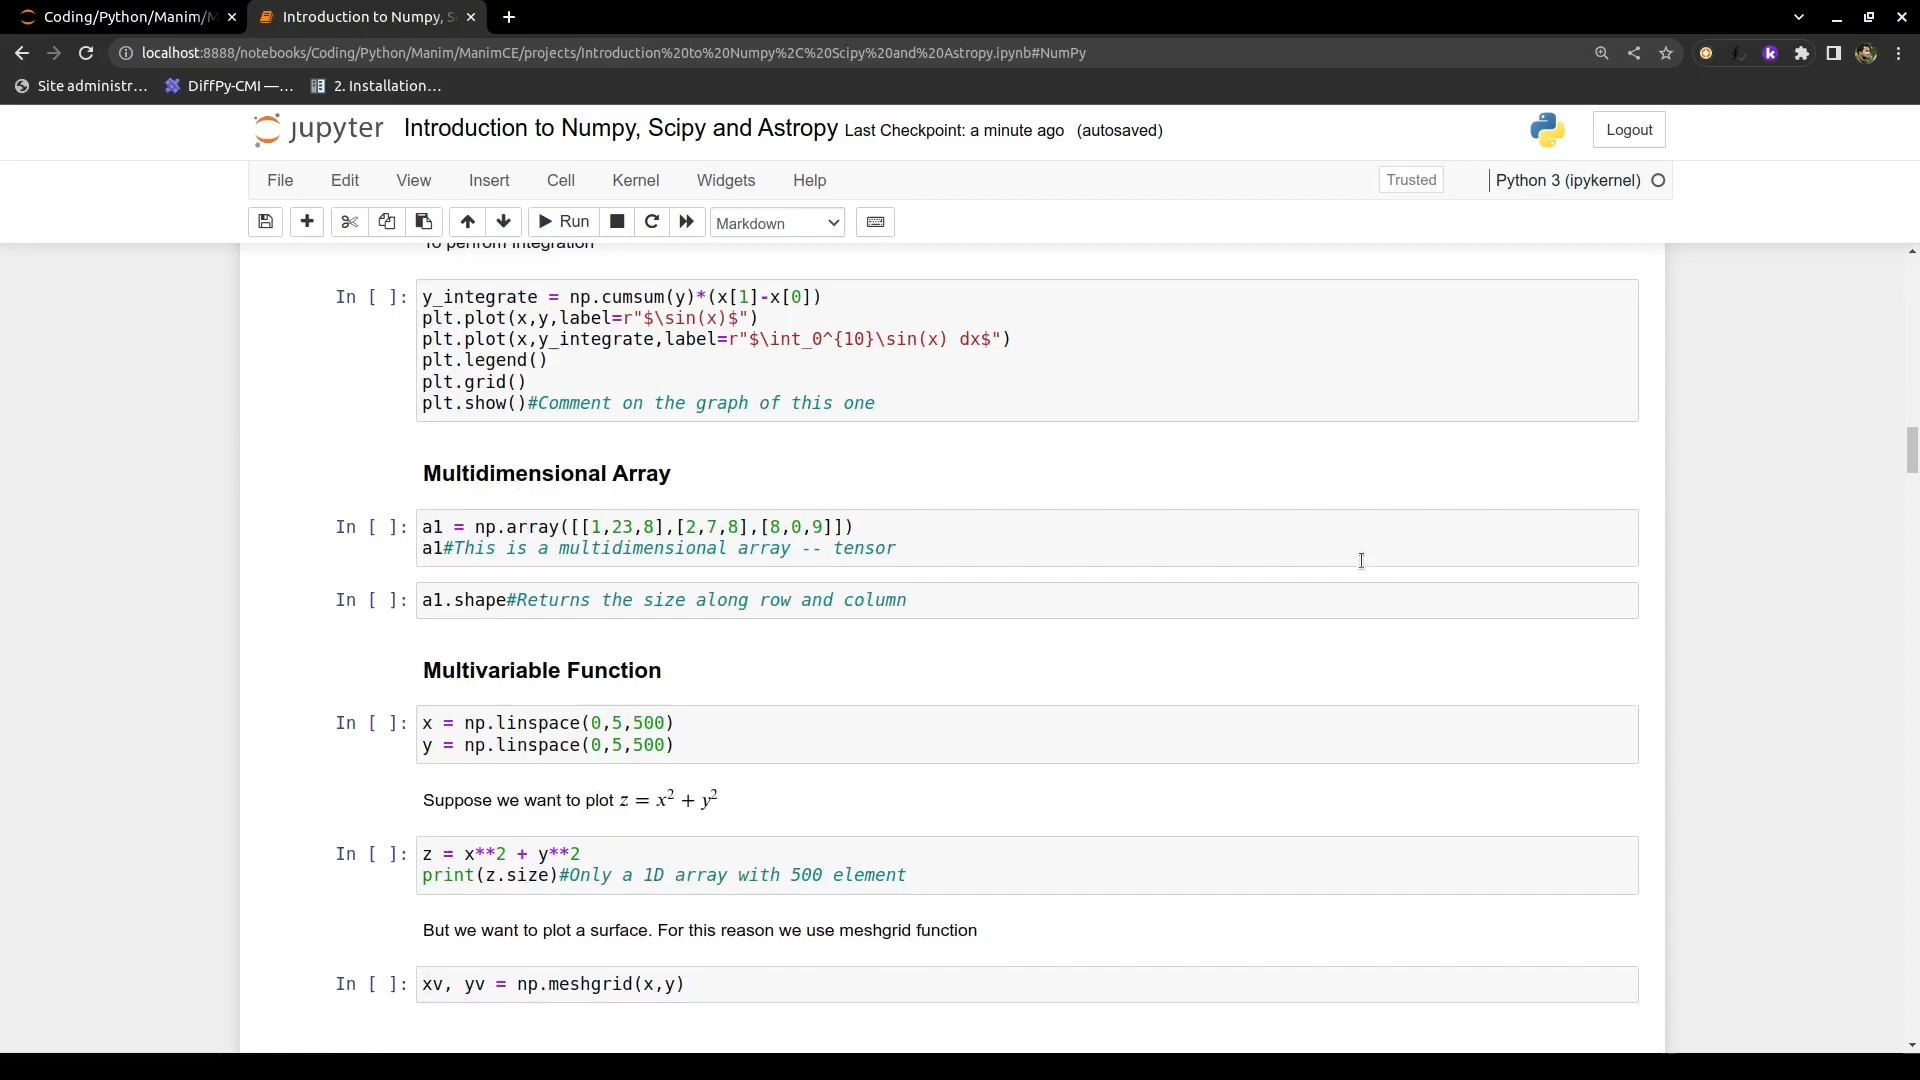 Coding/Python/Manim/M
Introduction to Numpy, S
localhost:8888/notebooks/Coding/Python/Manim/ManimCE/projects/Introduction%20to%20Numpy%2C%20Scipy%20and%20Astropy.ipynb#NumPy
Site administr...
DiffPy-CMI —...
2. Installation...
jupyter
Introduction to Numpy, Scipy and Astropy Last Checkpoint: a minute ago (autosaved)
Logout
File Edit View Insert Cell Kernel Widgets Help
Trusted
Python 3 (ipykernel)
Run
Markdown
To perfrom Integration
In [ ]: y_integrate = np.cumsum(y)*(x[1]-x[0])
plt.plot(x,y,label=r"$\sin(x)$")
plt.plot(x,y_integrate,label=r"$\int_0^{10}\sin(x) dx$")
plt.legend()
plt.grid()
plt.show()#Comment on the graph of this one
Multidimensional Array
In [ ]: a1 = np.array([[1,23,8],[2,7,8],[8,0,9]])
a1#This is a multidimensional array -- tensor
In [ ]: a1.shape#Returns the size along row and column
Multivariable Function
In [ ]: x = np.linspace(0,5,500)
y = np.linspace(0,5,500)
Suppose we want to plot z = x² + y²
In [ ]: z = x**2 + y**2
print(z.size)#Only a 1D array with 500 element
But we want to plot a surface. For this reason we use meshgrid function
In [ ]: xv, yv = np.meshgrid(x,y)